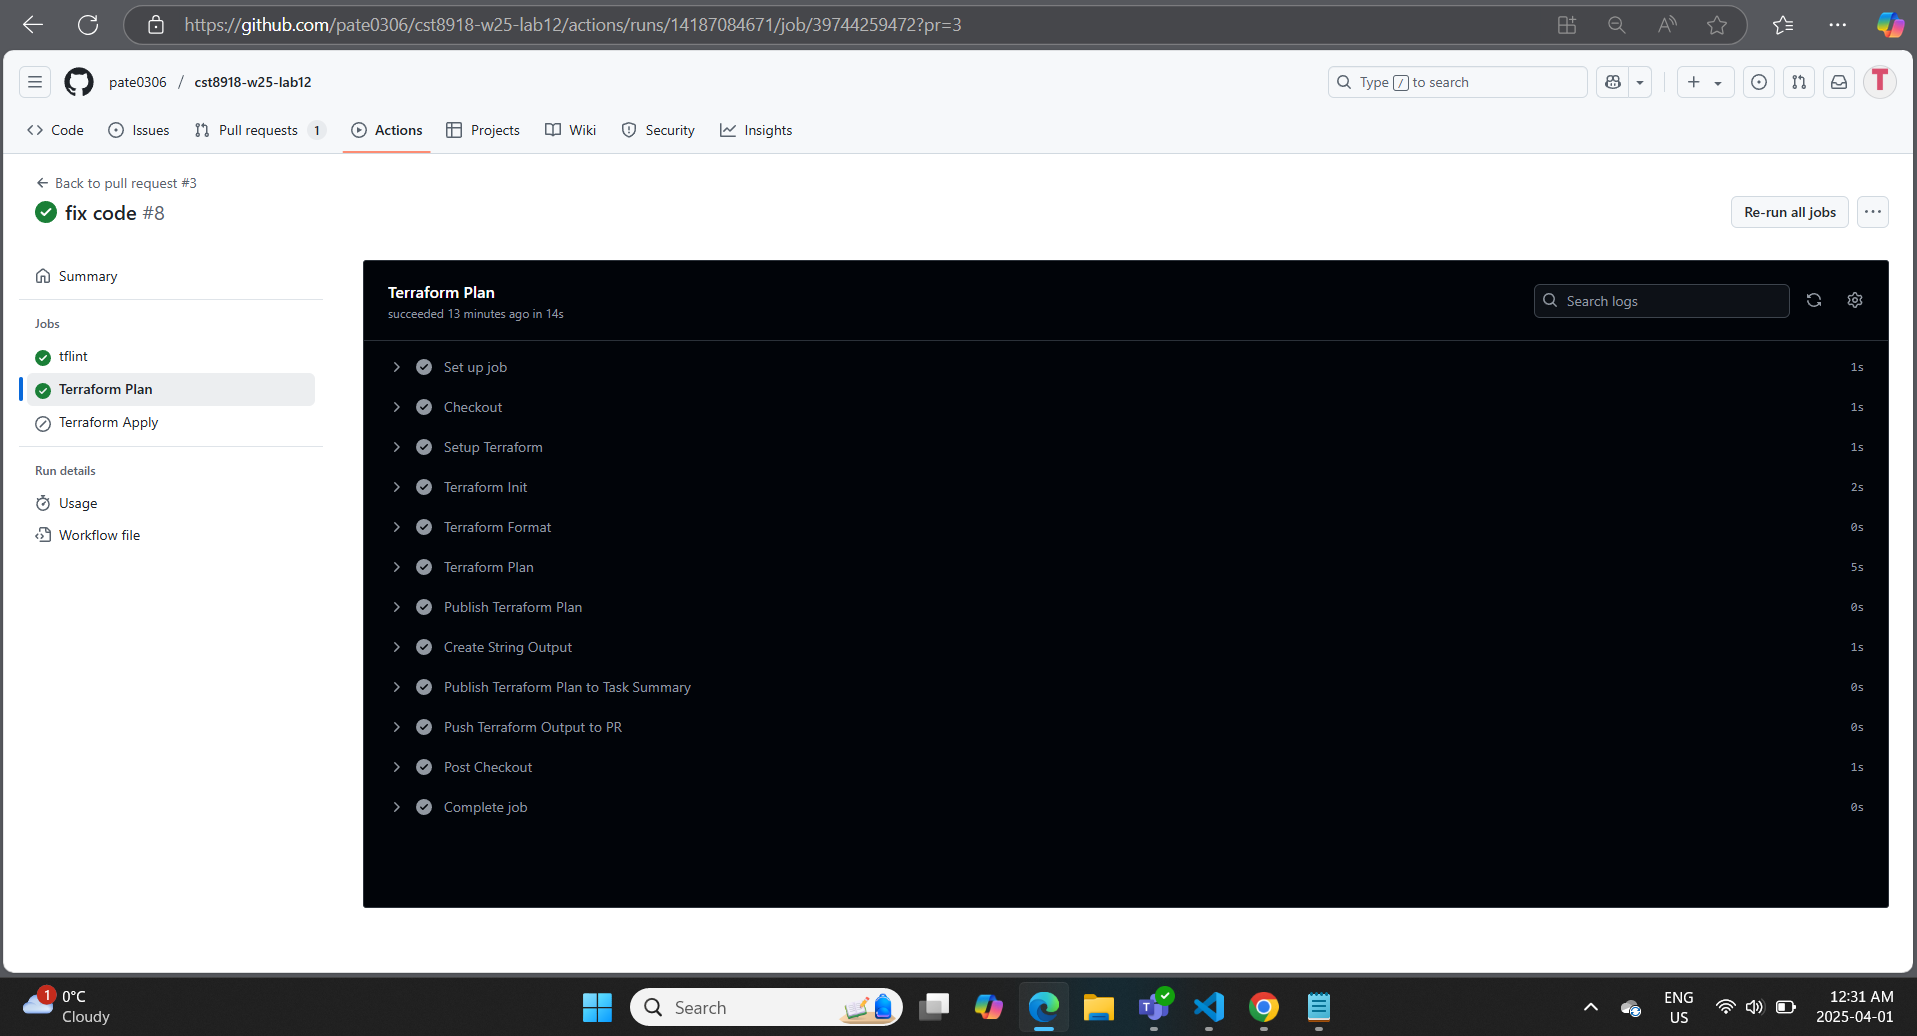 https://github.com/pate0306/cst8918-w25-lab12/actions/runs/14187084671/job/39744259472?pr=3
pate0306 / cst8918-w25-lab12
Type / to search
Code
Issues
Pull requests 1
Actions
Projects
Wiki
Security
Insights
Back to pull request #3
fix code #8
Re-run all jobs
Summary
Jobs
tflint
Terraform Plan
Terraform Apply
Run details
Usage
Workflow file
Terraform Plan
succeeded 13 minutes ago in 14s
Search logs
Set up job 1s
Checkout 1s
Setup Terraform 1s
Terraform Init 2s
Terraform Format 0s
Terraform Plan 5s
Publish Terraform Plan 0s
Create String Output 1s
Publish Terraform Plan to Task Summary 0s
Push Terraform Output to PR 0s
Post Checkout 1s
Complete job 0s
1
0°C
Cloudy
Search
ENG
US
12:31 AM
2025-04-01